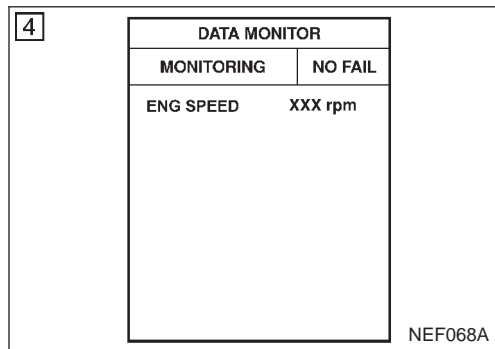 4
DATA MONITOR
MONITORING NO FAIL
ENG SPEED XXX rpm
NEF068A